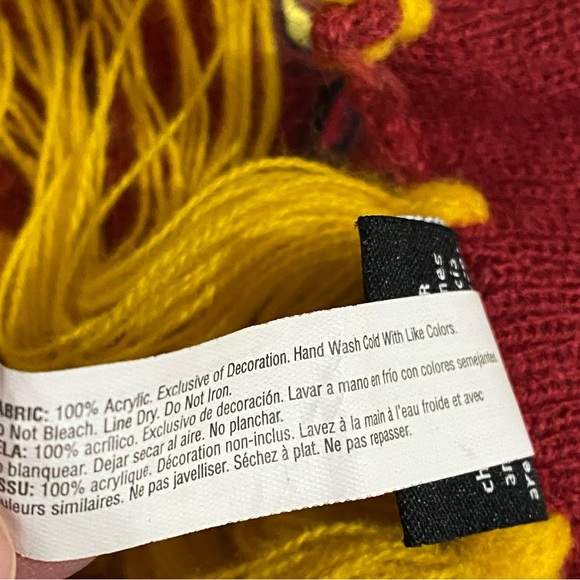 ABRIC: 100% Acrylic. Exclusive of Decoration. Hand Wash Cold With Like Colors.
o Not Bleach. Line Dry. Do Not Iron.
ELA: 100% acrílico. Exclusivo de decoración. Lavar a mano en frío con colores semejantes.
o blanquear. Dejar secar al aire. No planchar.
SSU: 100% acrylique. Décoration non-inclus. Lavez à la main à l'eau froide et avec
uleurs similaires. Ne pas javelliser. Séchez à plat. Ne pas repasser.